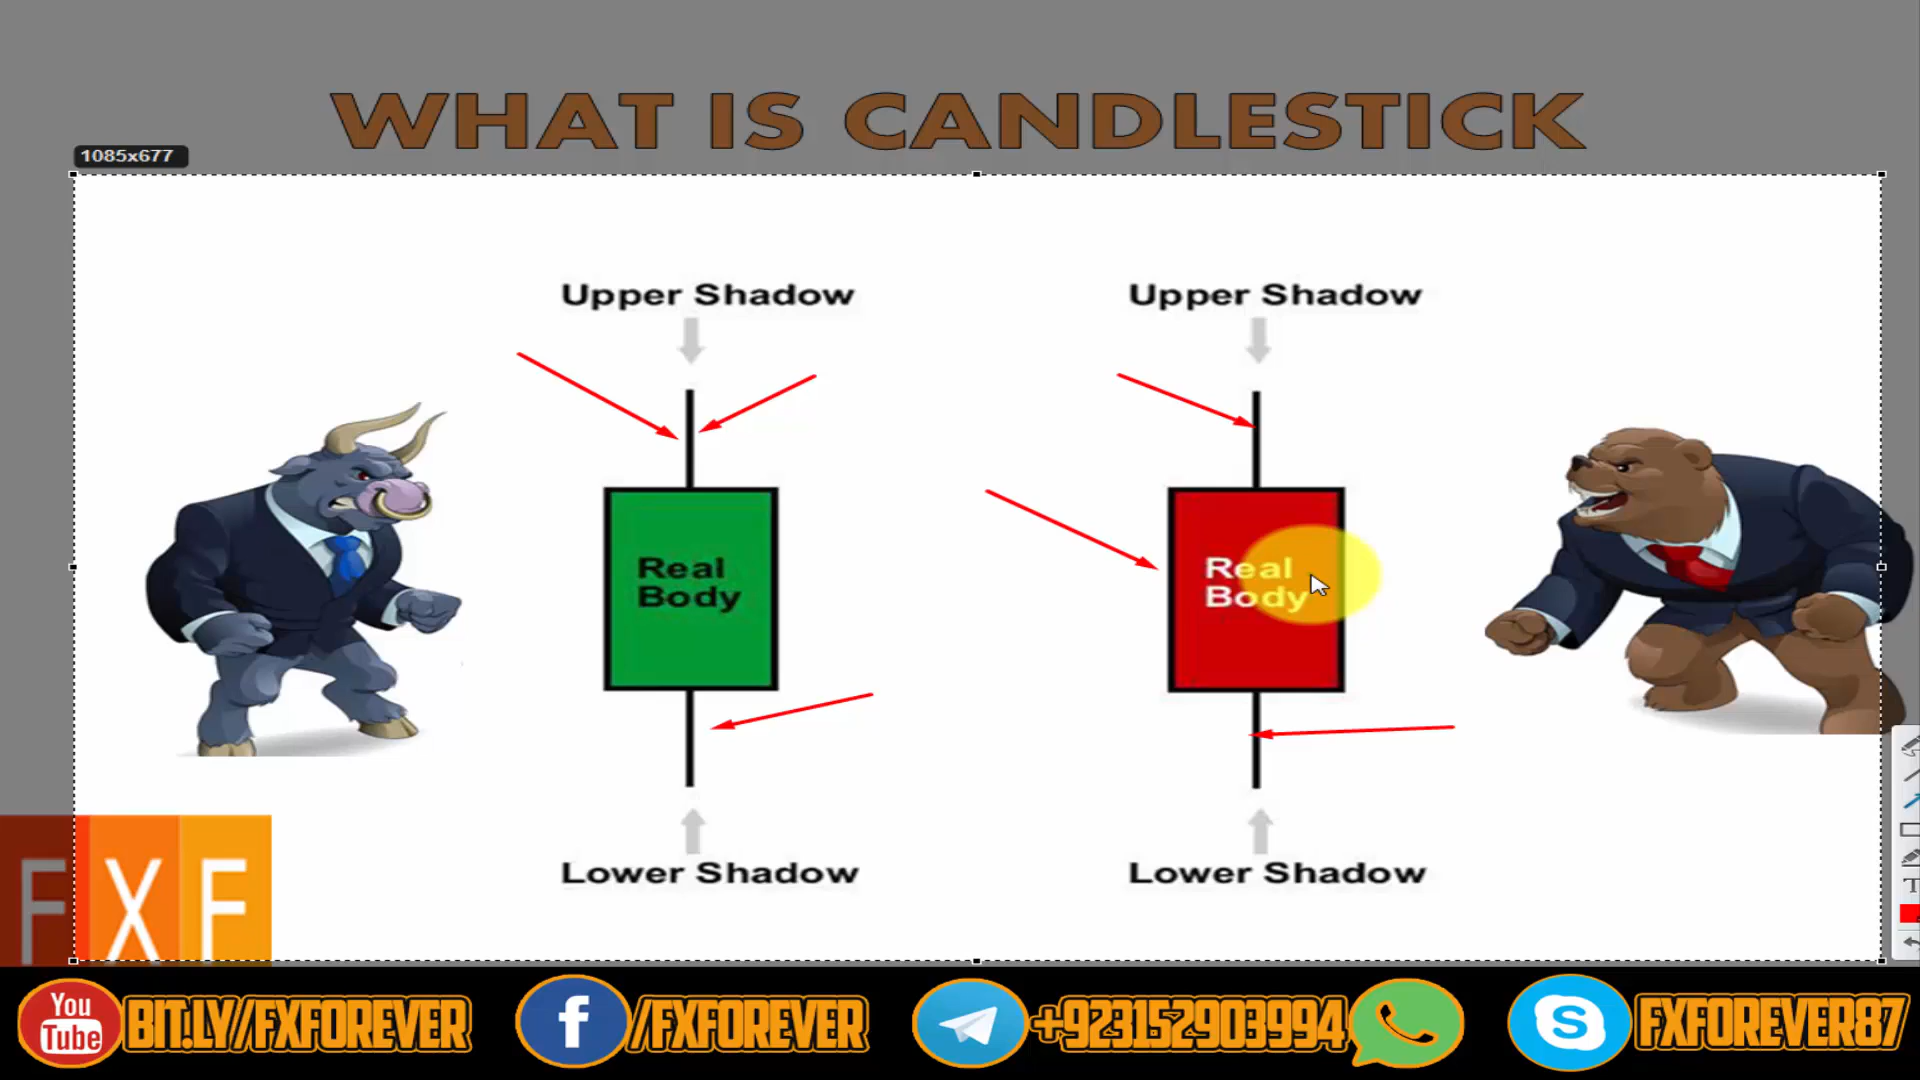 WHAT IS CANDLESTICK
1085x677
Upper Shadow
Upper Shadow
Real
Body
Real
Body
Lower Shadow
Lower Shadow
FXF
T
You
Tube
BIT.LY/FXFOREVER
f
/FXFOREVER
+923152903994
S
FXFOREVER87